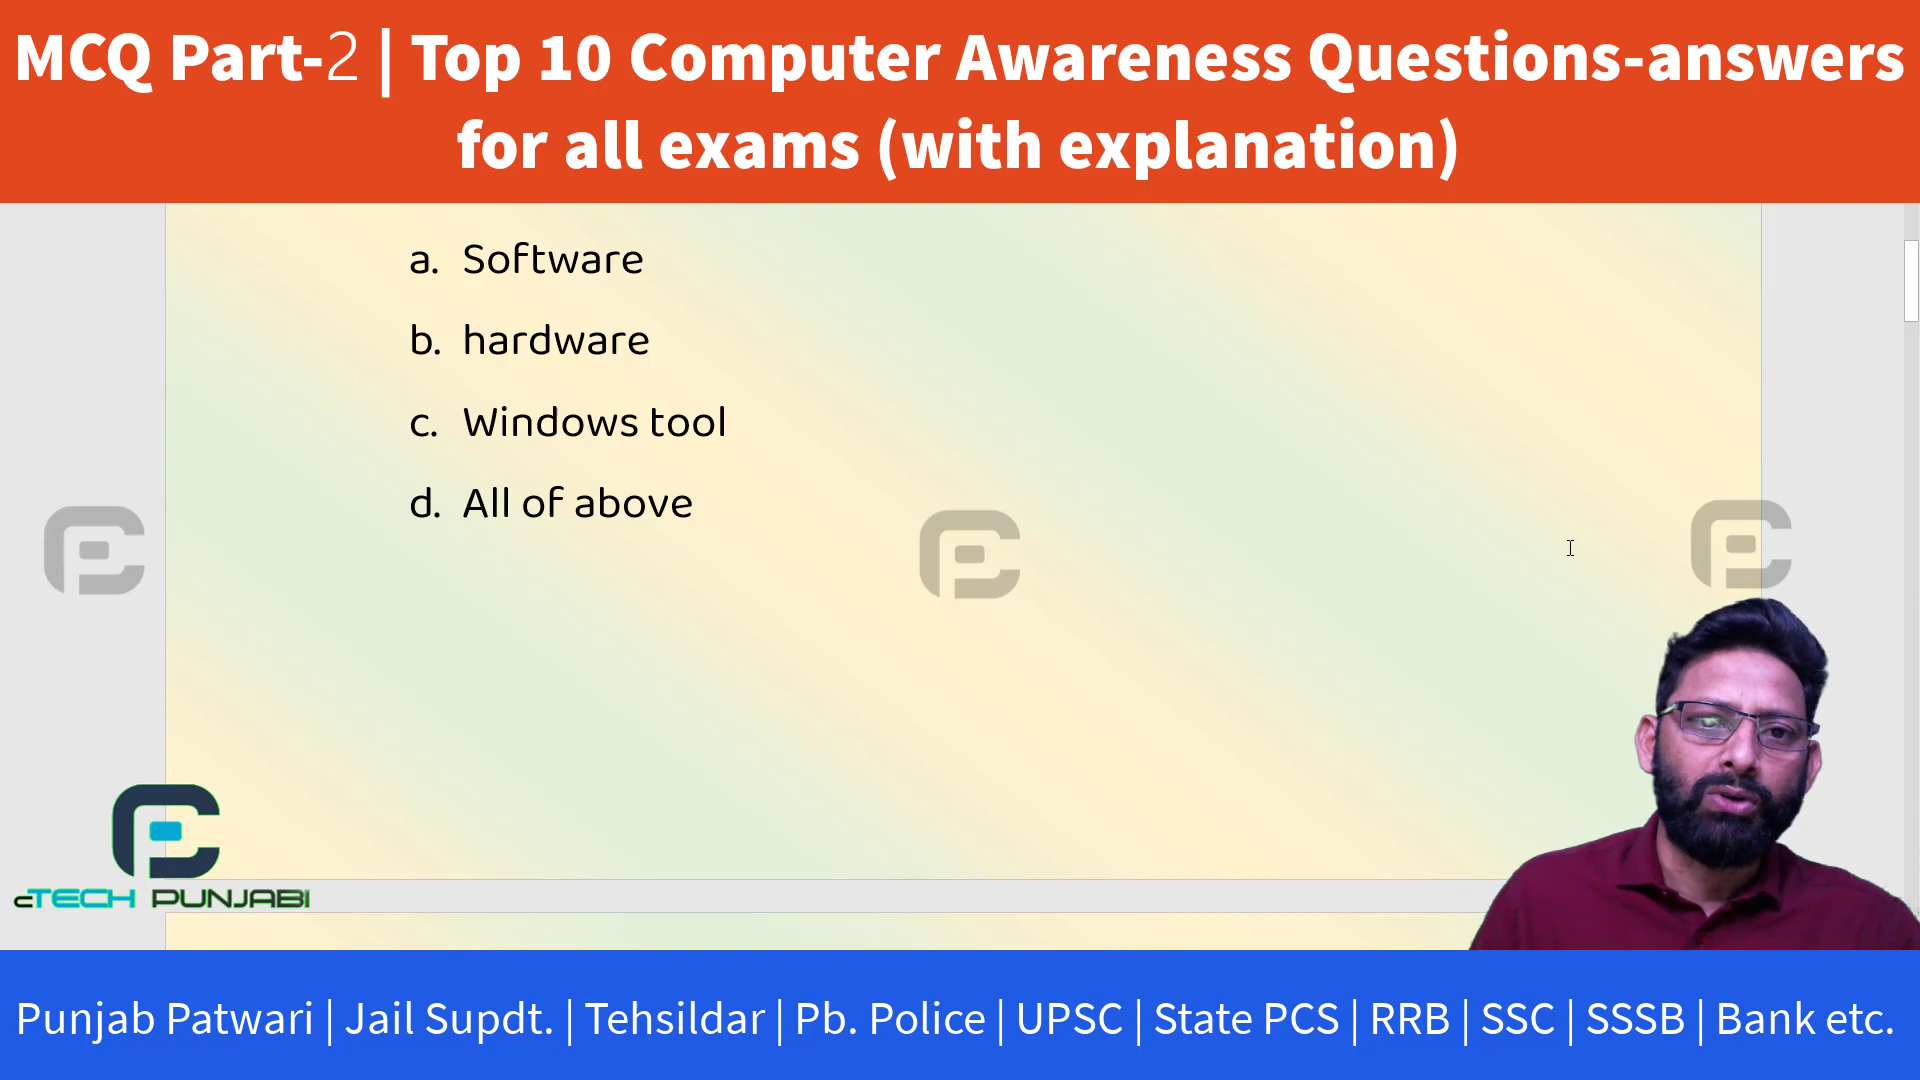 MCQ Part-2 | Top 10 Computer Awareness Questions-answers
for all exams (with explanation)
a. Software
b. hardware
c. Windows tool
d. All of above
eTECH PUNJABI
Punjab Patwari | Jail Supdt. | Tehsildar | Pb. Police | UPSC | State PCS | RRB | SSC | SSSB | Bank etc.